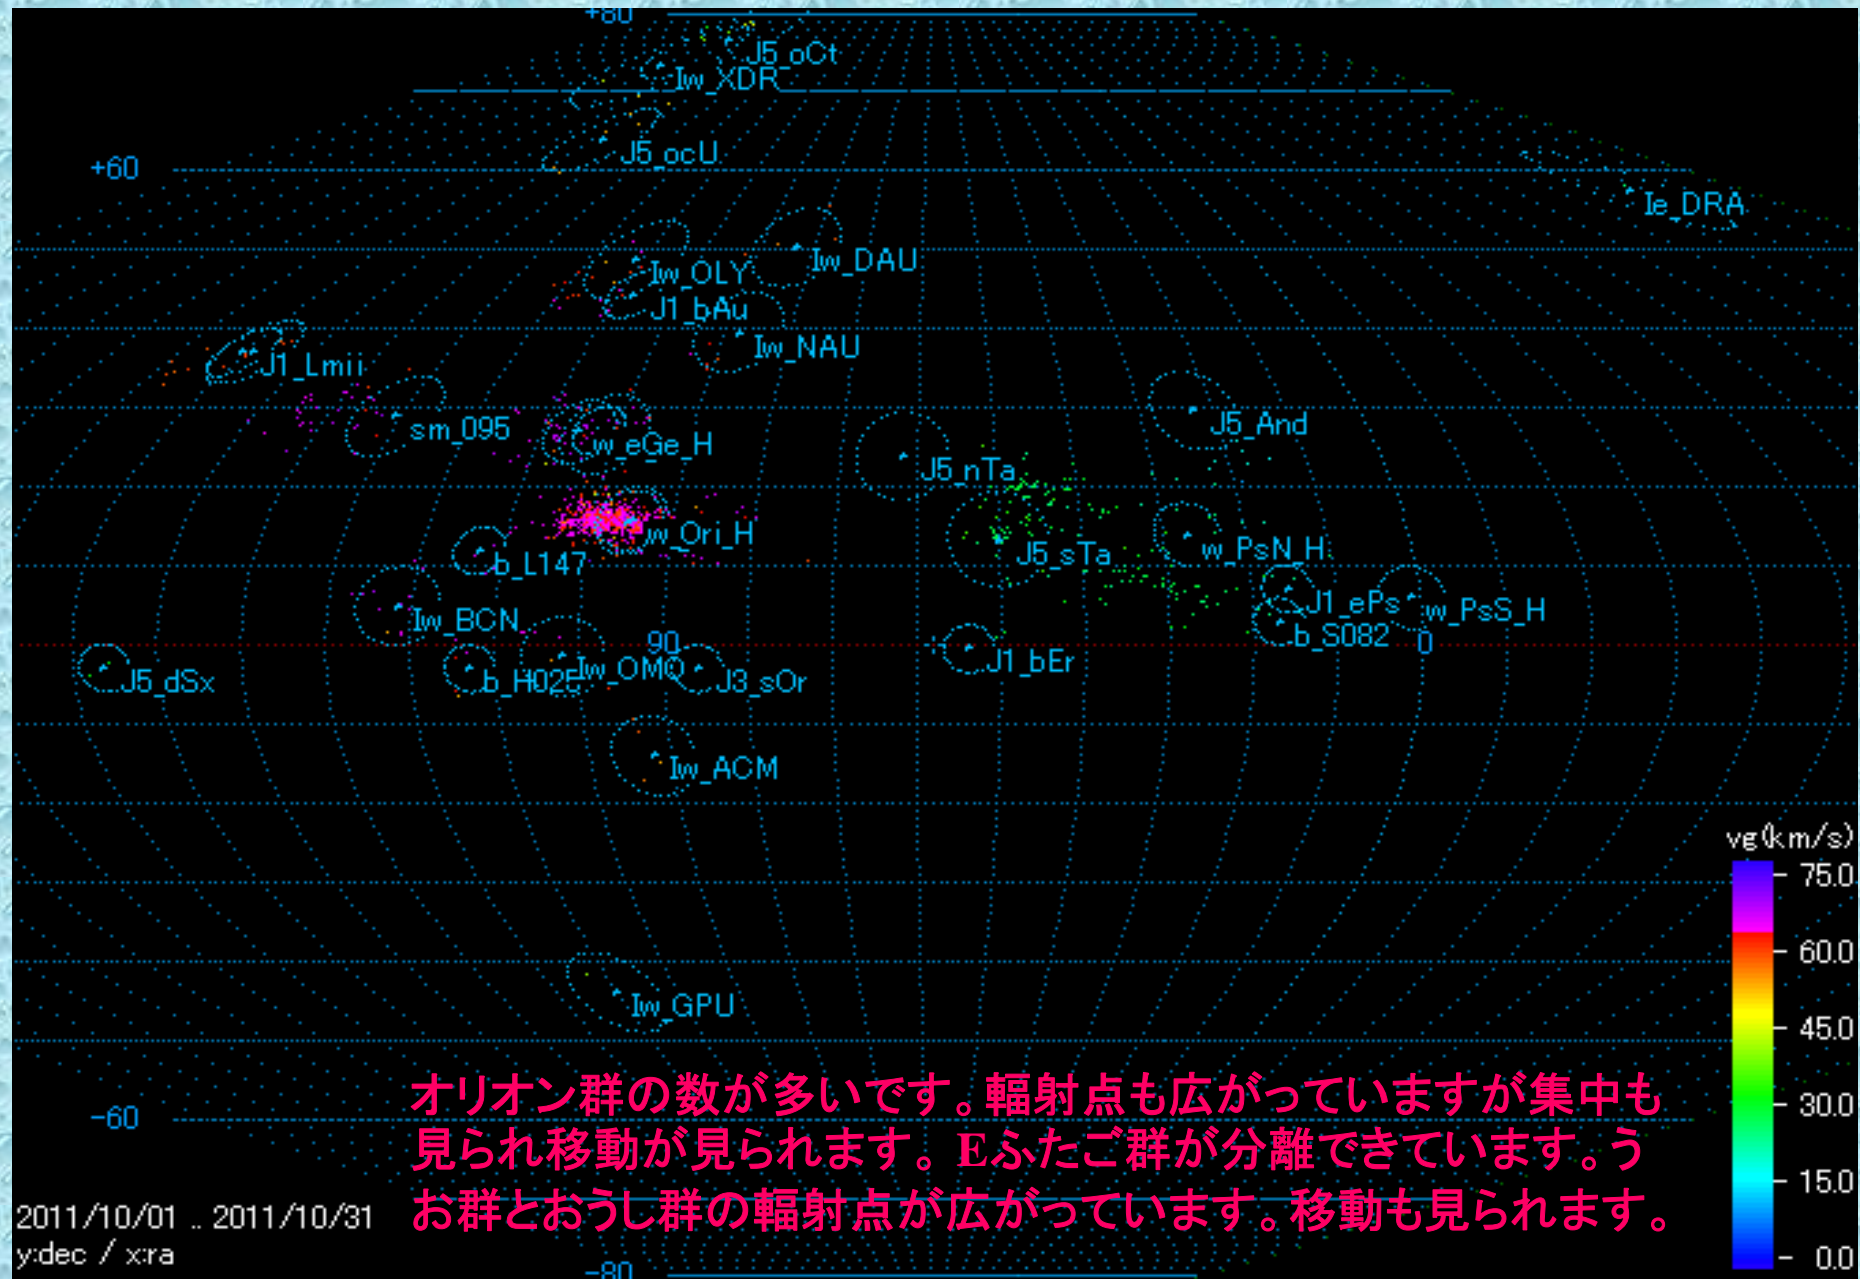 +80
J5_oCt
Iw_XDR
J5_ocU
+60
Ie_DRA
Iw_DAU
Iw_OLY
J1_bAu
Iw_NAU
J1_Lmii
sm_095
w_eGe_H
J5_And
J5_nTa
w_Ori_H
J5_sTa
w_PsN_H
b_L147
J1_ePs
w_PsS_H
Iw_BCN
b_S082
90
0
J1_bEr
J5_dSx
Iw_OMO
J3_sOr
Iw_ACM
vg(km/s)
75.0
60.0
45.0
30.0
15.0
0.0
Iw_GPU
オリオン群の数が多いです。輻射点も広がっていますが集中も
見られ移動が見られます。Eふたご群が分離できています。う
お群とおうし群の輻射点が広がっています。移動も見られます。
-60
2011/10/01 .. 2011/10/31
y:dec / x:ra
-80